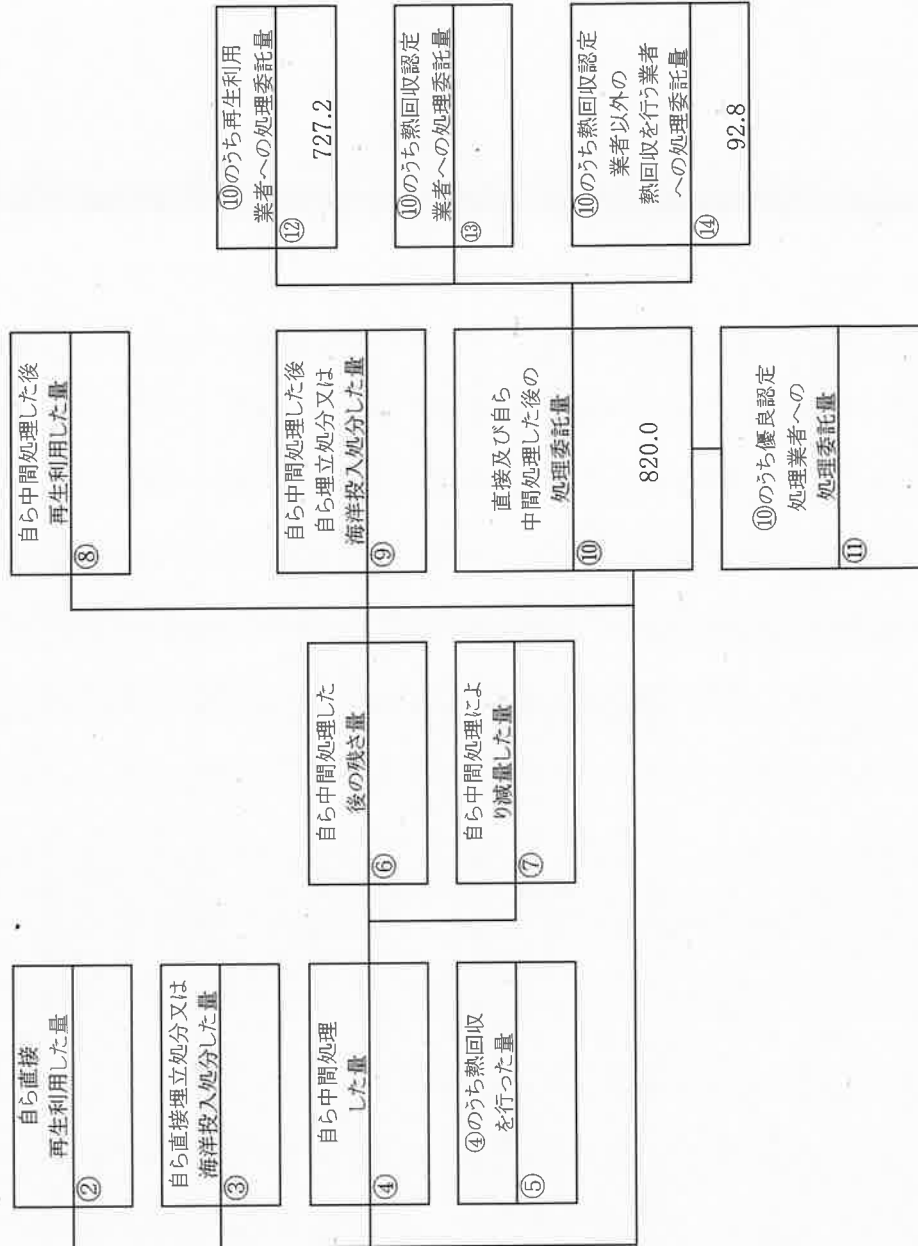 自ら直接
再生利用した量
②
自ら直接埋立処分又は
海洋投入処分した量
③
自ら中間処理
した量
④
④のうち熱回収
を行った量
⑤
自ら中間処理した
後の残さ量
⑥
自ら中間処理によ
り減量した量
⑦
自ら中間処理した後
再生利用した量
⑧
自ら中間処理した後
自ら埋立処分又は
海洋投入処分した量
⑨
直接及び自ら
中間処理した後の
処理委託量
⑩
820.0
⑩のうち優良認定
処理業者への
処理委託量
⑪
⑩のうち再生利用
業者への処理委託量
⑫
727.2
⑩のうち熱回収認定
業者への処理委託量
⑬
⑩のうち熱回収認定
業者以外の
熱回収を行う業者
への処理委託量
⑭
92.8